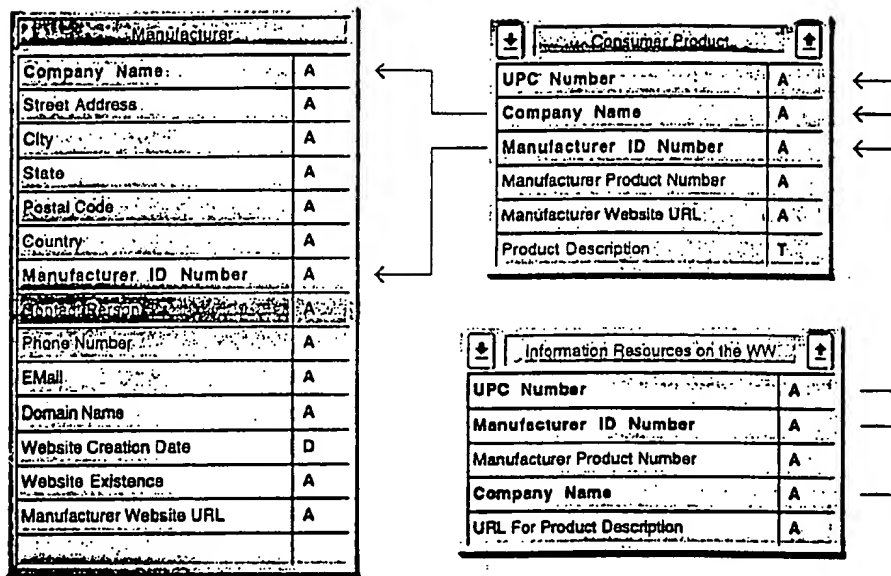 Manufacturer
Company Name A
Street Address A
City A
State A
Postal Code A
Country A
Manufacturer ID Number A
Contact Person A
Phone Number A
EMail A
Domain Name A
Website Creation Date D
Website Existence A
Manufacturer Website URL A
Consumer Product
UPC Number A
Company Name A
Manufacturer ID Number A
Manufacturer Product Number A
Manufacturer Website URL A
Product Description T
Information Resources on the WW
UPC Number A
Manufacturer ID Number A
Manufacturer Product Number A
Company Name A
URL For Product Description A